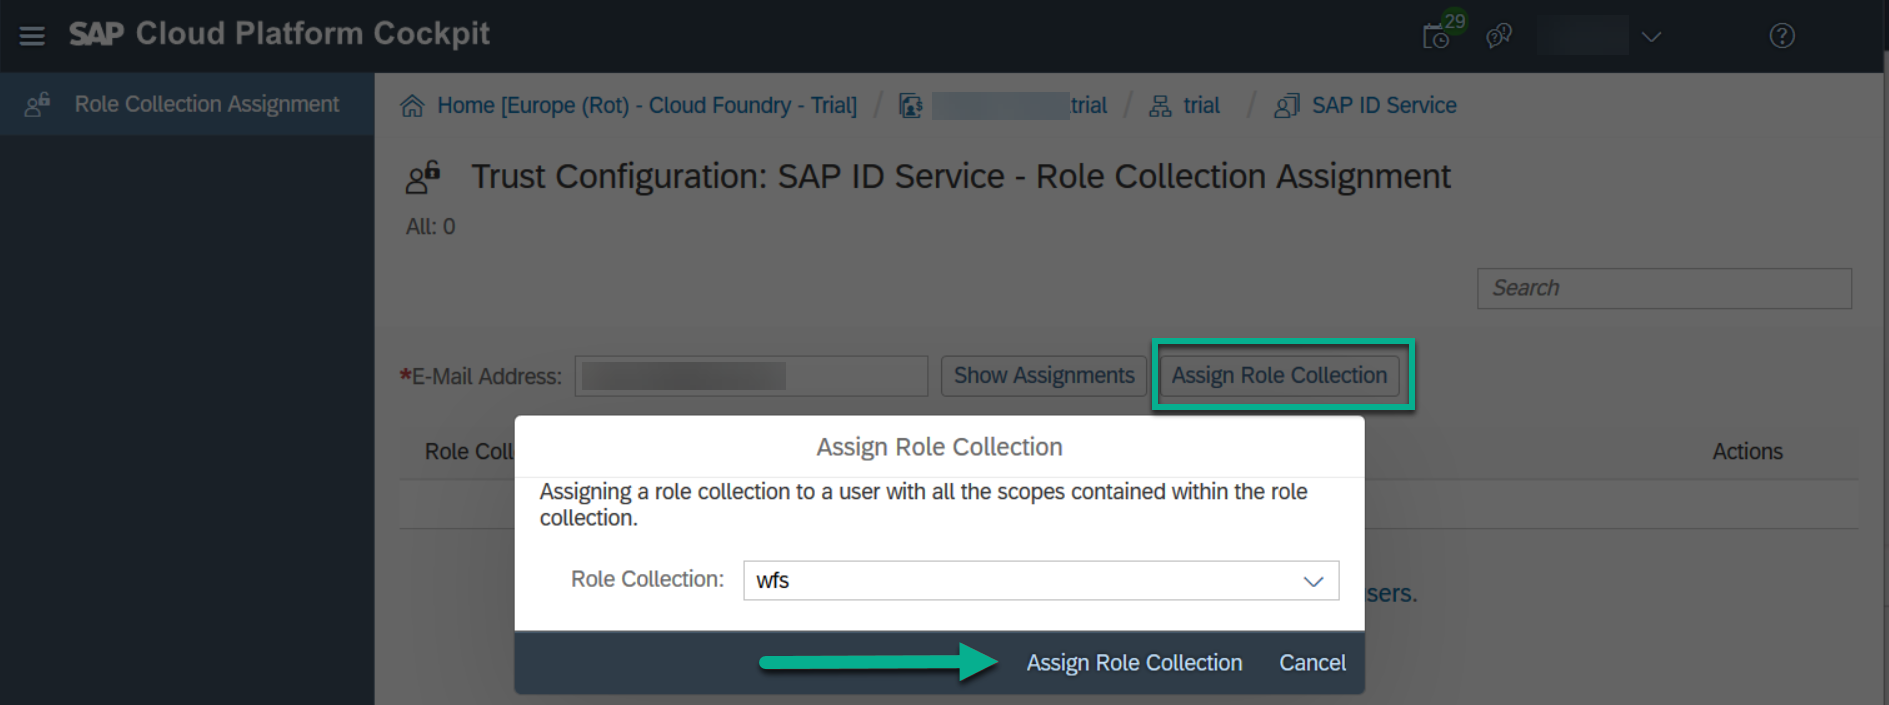 SAP Cloud Platform Cockpit
29
Role Collection Assignment
Home [Europe (Rot) - Cloud Foundry - Trial] / trial / trial / SAP ID Service
Trust Configuration: SAP ID Service - Role Collection Assignment
All: 0
Search
*E-Mail Address:
Show Assignments
Assign Role Collection
Role Coll
Actions
Assign Role Collection
Assigning a role collection to a user with all the scopes contained within the role
collection.
Role Collection: wfs
sers.
Assign Role Collection
Cancel